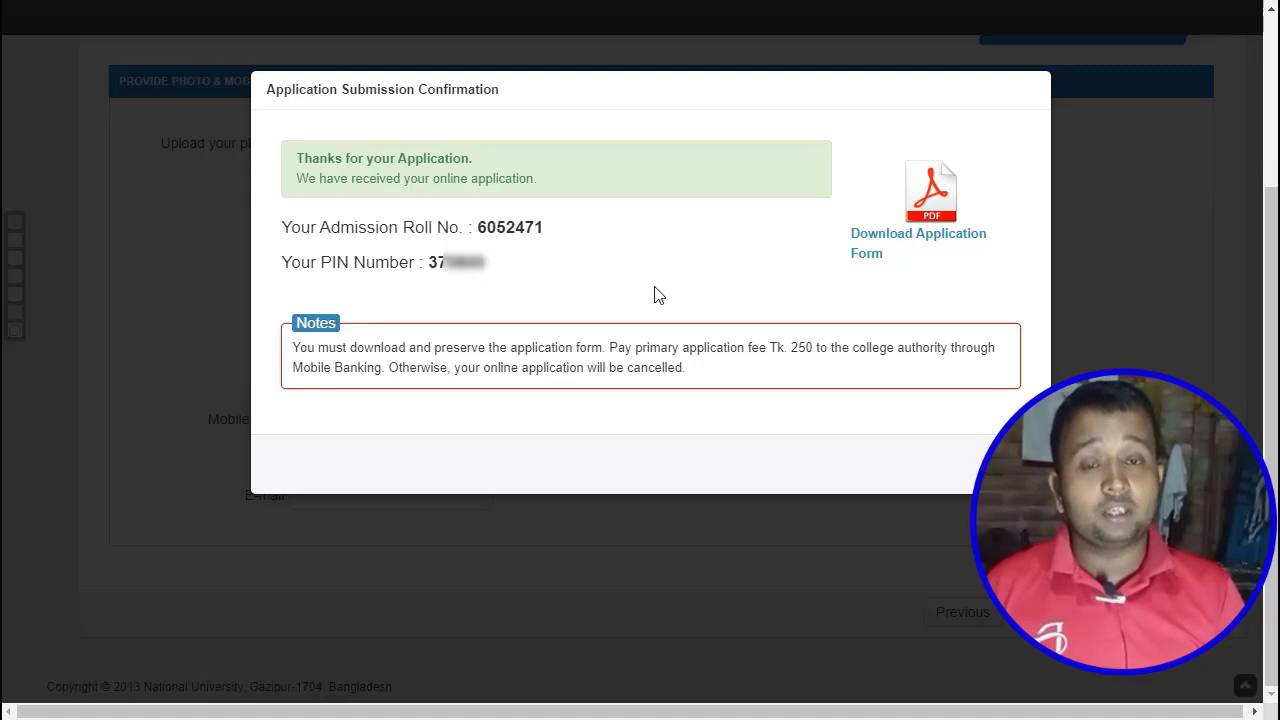 PROVIDE PHOTO & MOB
Application Submission Confirmation
Upload your p
Thanks for your Application.
We have received your online application.
PDF
Download Application
Form
Your Admission Roll No. : 6052471
Your PIN Number : 37
Notes
You must download and preserve the application form. Pay primary application fee Tk. 250 to the college authority through
Mobile Banking. Otherwise, your online application will be cancelled.
Mobile
E-mail
Previous
Copyright © 2013 National University, Gazipur-1704, Bangladesh